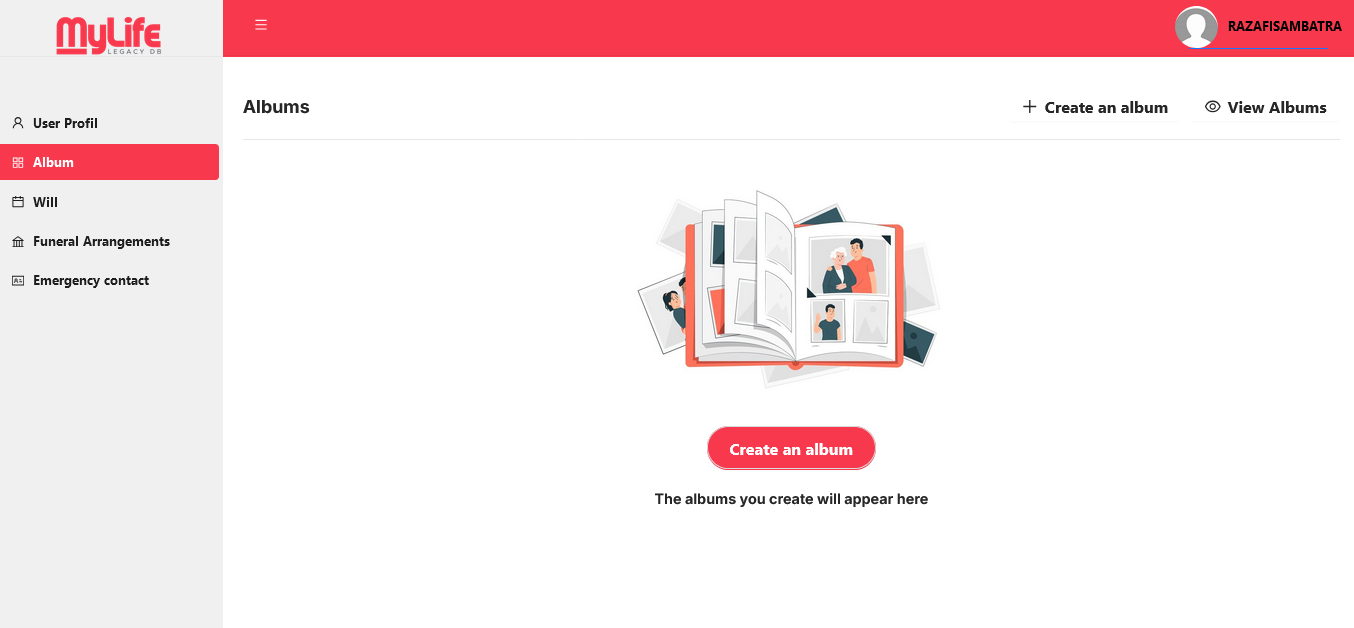 MyLife
LEGACY DB
RAZAFISAMBATRA
Albums
Create an album
View Albums
User Profil
Album
Will
Funeral Arrangements
Emergency contact
Create an album
The albums you create will appear here